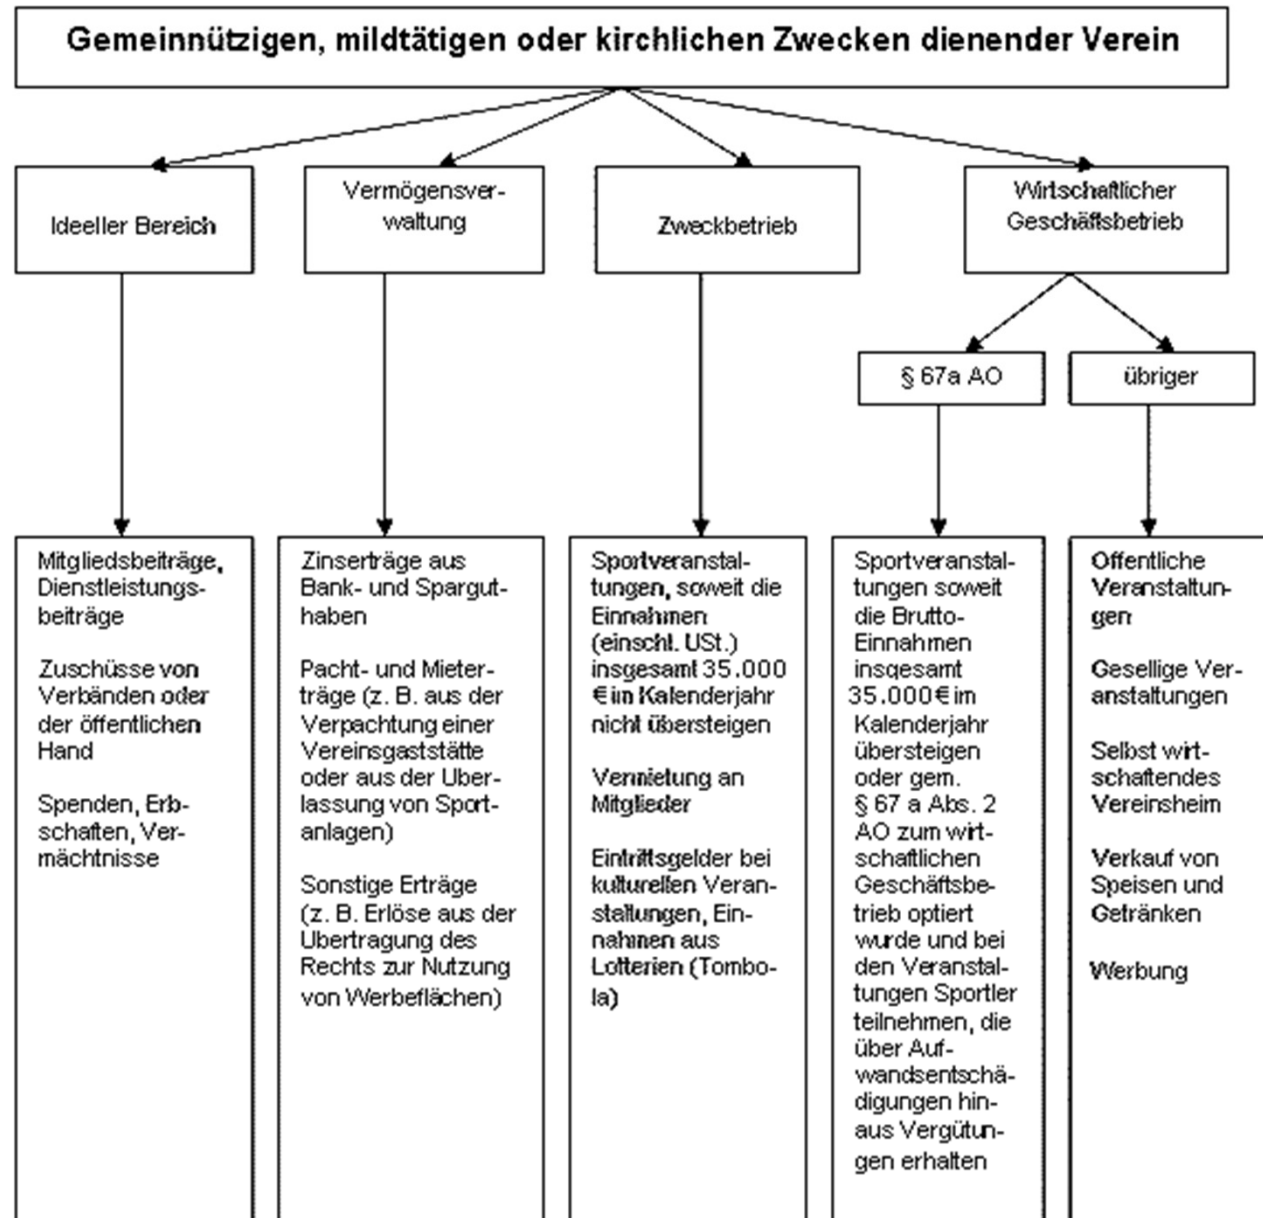 Gemeinnützigen, mildtätigen oder kirchlichen Zwecken dienender Verein
Ideeller Bereich
Vermögensver-
waltung
Zweckbetrieb
Wirtschaftlicher
Geschäftsbetrieb
§ 67a AO
übriger
Mitgliedsbeiträge,
Dienstleistungs-
beiträge
Zuschüsse von
Verbänden oder
der öffentlichen
Hand
Spenden, Erb-
schaften, Ver-
mächtnisse
Zinserträge aus
Bank- und Spargut-
haben
Pacht- und Mieter-
träge (z. B. aus der
Verpachtung einer
Vereinsgaststätte
oder aus der Uber-
lassung von Sport-
anlagen)
Sonstige Erträge
(z. B. Erlöse aus der
Ubertragung des
Rechts zur Nutzung
von Werbeflächen)
Sportveranstal-
tungen, soweit die
Einnahmen
(einschl. USt.)
insgesamt 35.000
€ im Kalenderjahr
nicht übersteigen
Vermietung an
Mitglieder
Eintrittsgelder bei
kulturellen Veran-
staltungen, Ein-
nahmen aus
Lotterien (Tombo-
la)
Sportveranstal-
tungen soweit
die Brutto-
Einnahmen
insgesamt
35.000 € im
Kalenderjahr
übersteigen
oder gem.
§ 67 a Abs. 2
AO zum wirt-
schaftlichen
Geschäftsbe-
trieb optiert
wurde und bei
den Veranstal-
tungen Sportler
teilnehmen, die
über Auf-
wandsentschä-
digungen hin-
aus Vergütun-
gen erhalten
Offentliche
Veranstaltun-
gen
Gesellige Ver-
anstaltungen
Selbst wirt-
schaftendes
Vereinsheim
Verkauf von
Speisen und
Getränken
Werbung